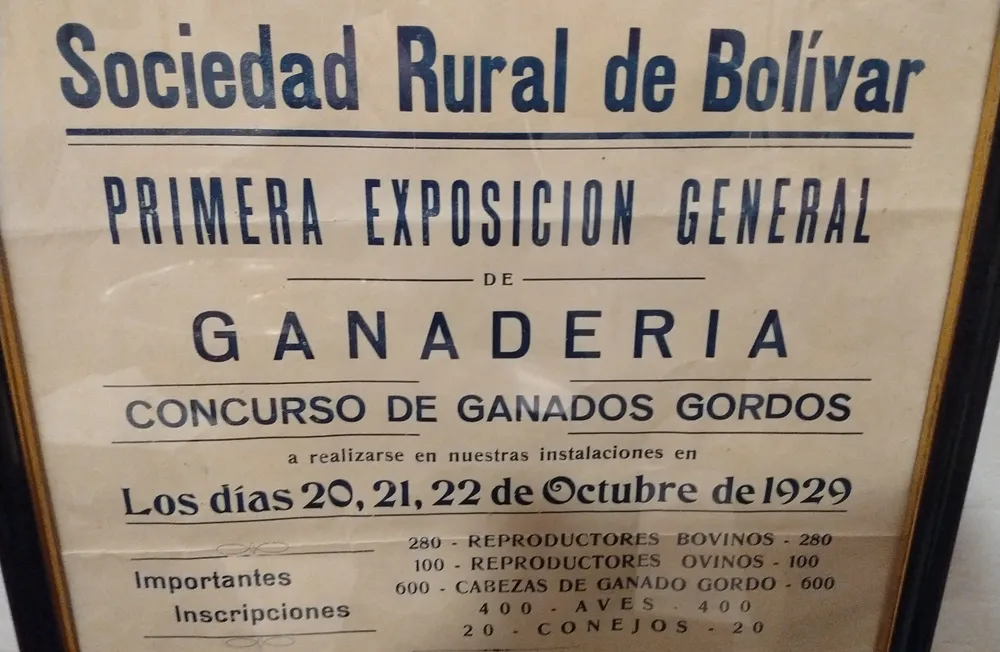 Sociedad Rural de Bolívar
PRIMERA EXPOSICION GENERAL
DE
GANADERIA
CONCURSO DE GANADOS GORDOS
a realizarse en nuestras instalaciones en
Los días 20, 21, 22 de Octubre de 1929
Importantes
Inscripciones
280 - REPRODUCTORES BOVINOS - 280
100 - REPRODUCTORES OVINOS - 100
600 - CABEZAS DE GANADO GORDO - 600
400 - AVES - 400
20 - CONEJOS - 20